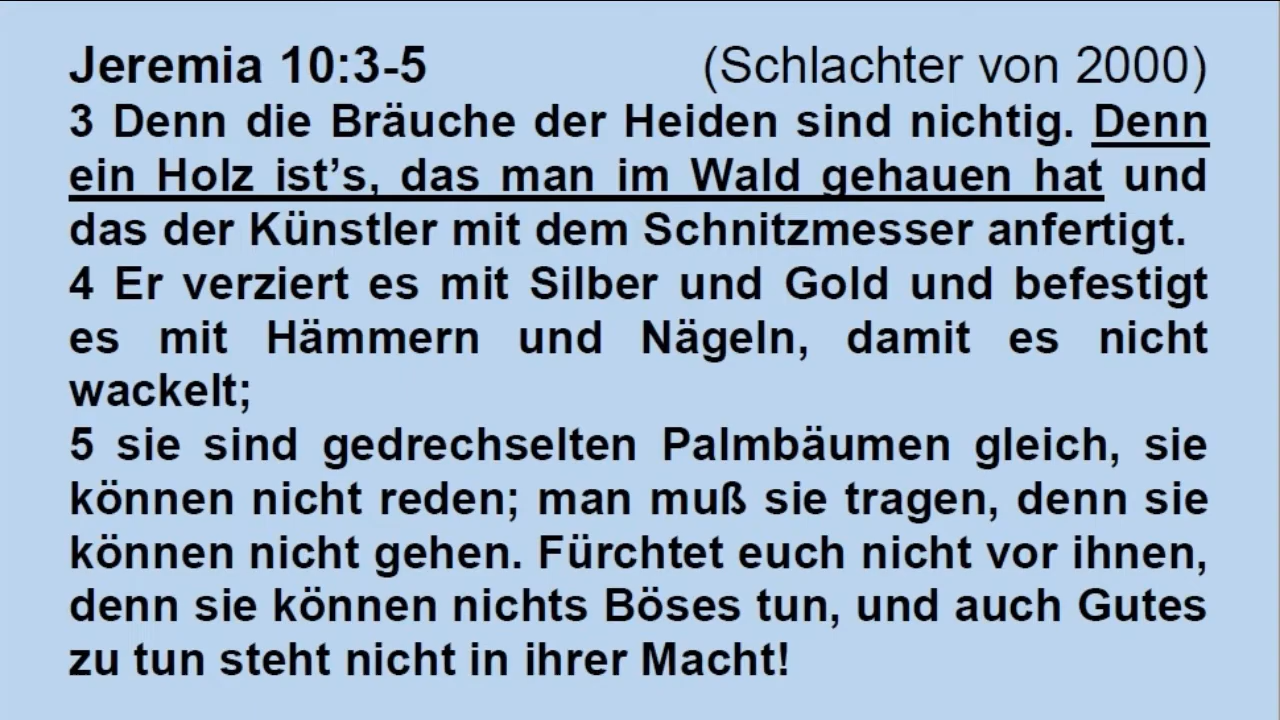 Jeremia 10:3-5 (Schlachter von 2000)
3 Denn die Bräuche der Heiden sind nichtig. Denn
ein Holz ist’s, das man im Wald gehauen hat und
das der Künstler mit dem Schnitzmesser anfertigt.
4 Er verziert es mit Silber und Gold und befestigt
es mit Hämmern und Nägeln, damit es nicht
wackelt;
5 sie sind gedrechselten Palmbäumen gleich, sie
können nicht reden; man muß sie tragen, denn sie
können nicht gehen. Fürchtet euch nicht vor ihnen,
denn sie können nichts Böses tun, und auch Gutes
zu tun steht nicht in ihrer Macht!